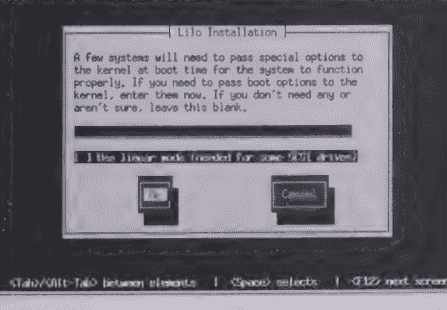 Lilo Installation
A few systems will need to pass special options to
the kernel at boot time for the system to function
properly. If you need to pass boot options to the
kernel, enter them now. If you don't need any or
aren't sure, leave this blank.
[ ] Use linear mode (needed for some SCSI drives)
Ok Cancel
<Tab>/<Alt-Tab> between elements | <Space> selects | <F12> next screen